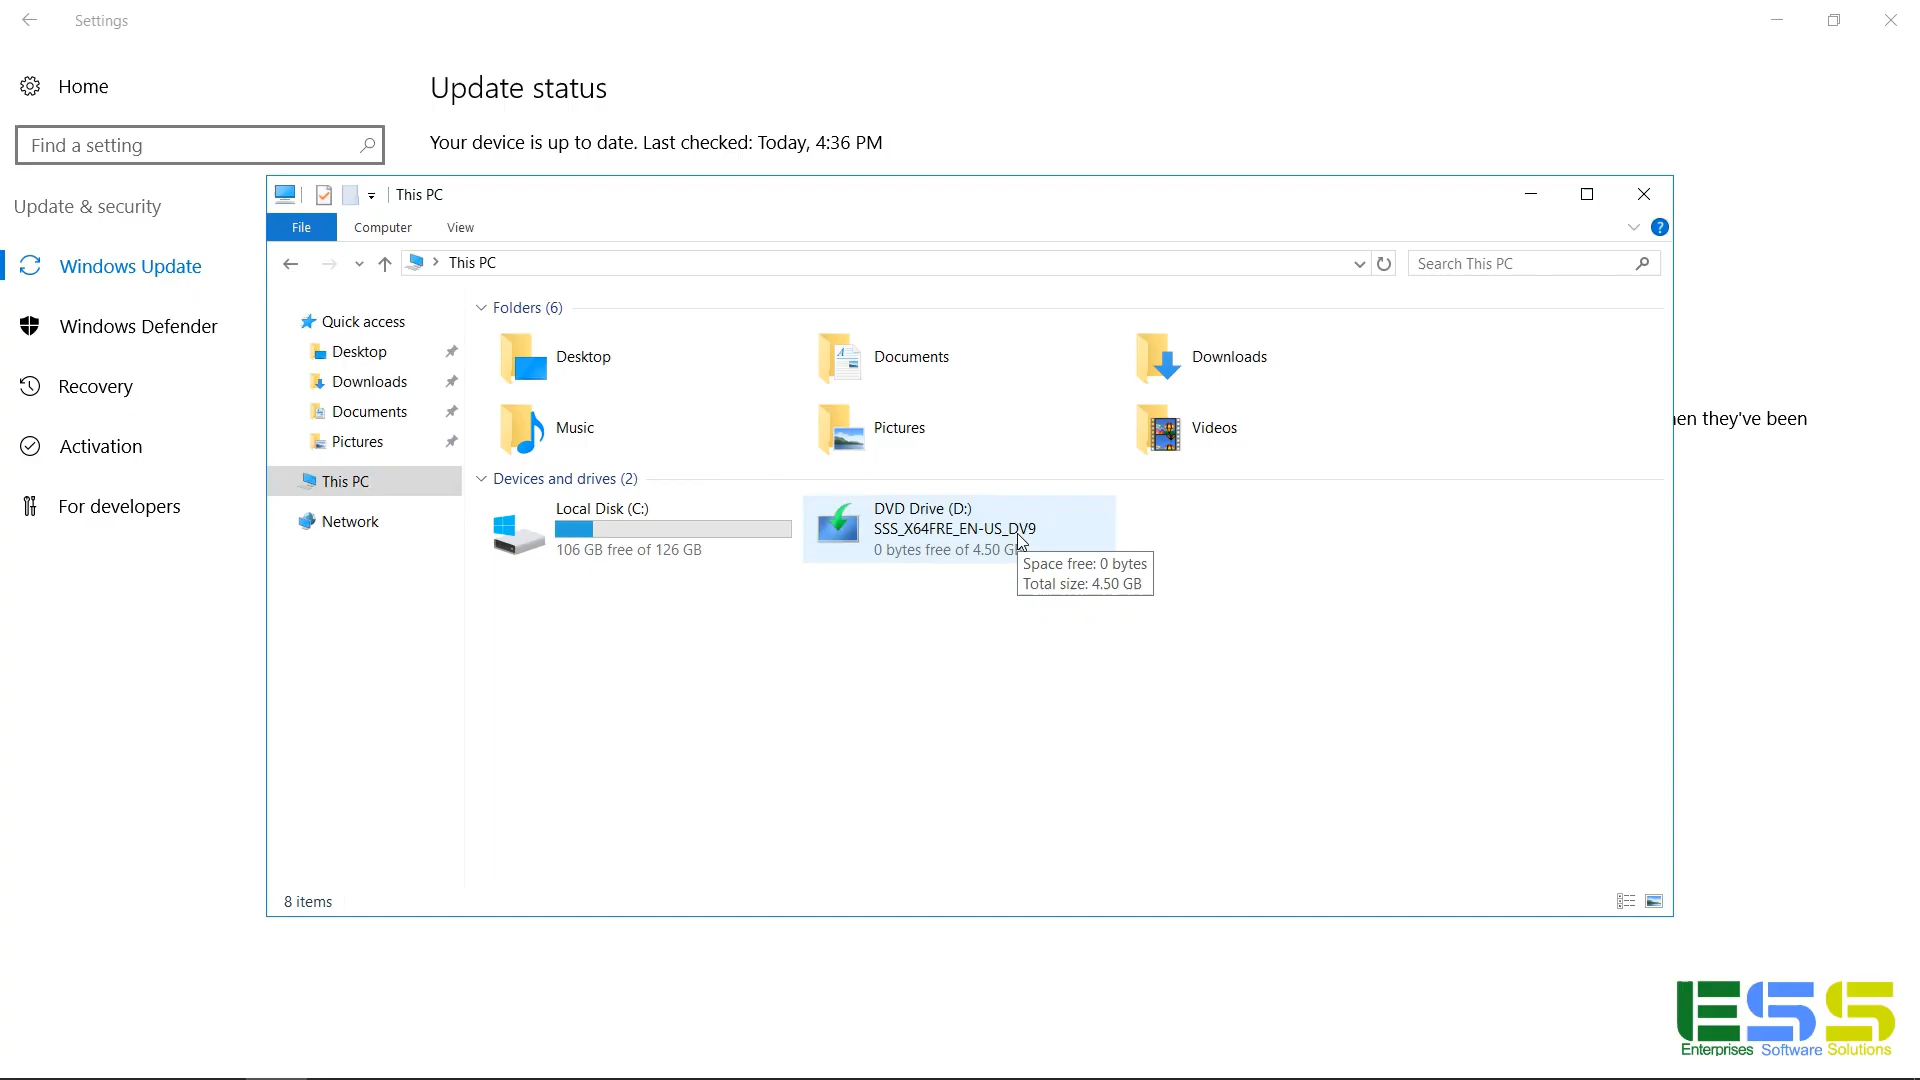 Settings
Home
Find a setting
Update & security
Windows Update
Windows Defender
Recovery
Activation
For developers
Update status
Your device is up to date. Last checked: Today, 4:36 PM
This PC
File Computer View
This PC
Search This PC
Quick access
Desktop
Downloads
Documents
Pictures
This PC
Network
Folders (6)
Desktop Documents Downloads
Music Pictures Videos
Devices and drives (2)
Local Disk (C:)
106 GB free of 126 GB
DVD Drive (D:)
SSS_X64FRE_EN-US_DV9
0 bytes free of 4.50
Space free: 0 bytes
Total size: 4.50 GB
8 items
they've been
ESS
Enterprises Software Solutions